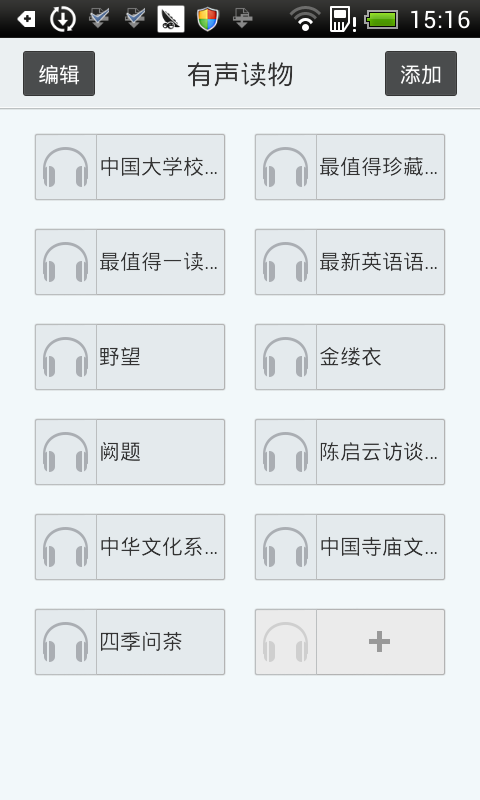 15:16
编辑
有声读物
添加
中国大学校...
最值得珍藏...
最值得一读...
最新英语语...
野望
金缕衣
阙题
陈启云访谈...
中华文化系...
中国寺庙文...
四季问茶
+